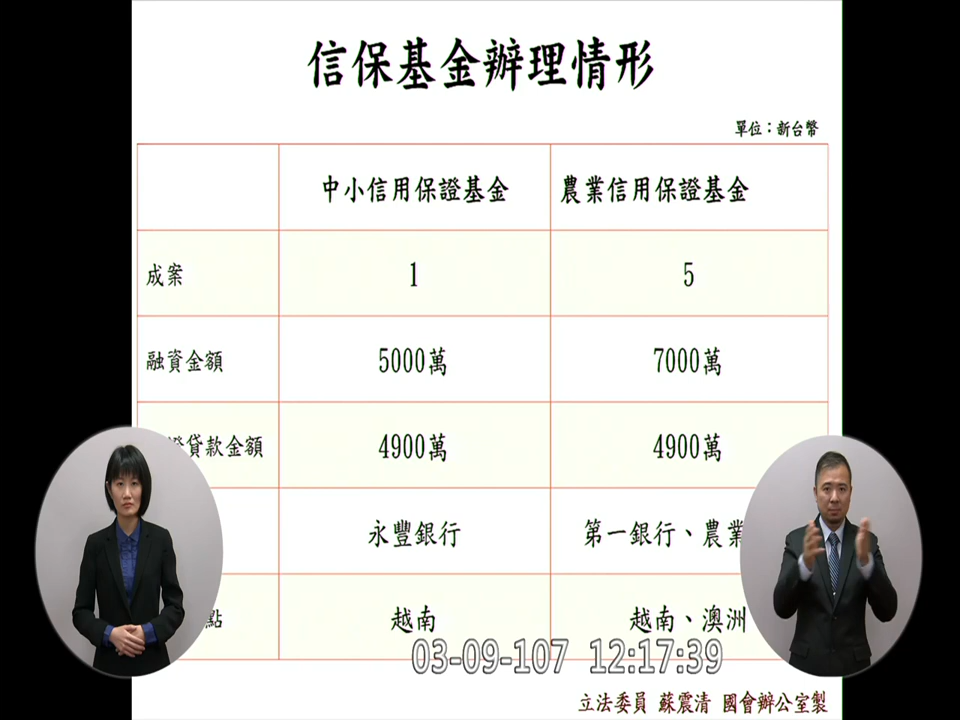 信保基金辦理情形
單位：新台幣
中小信用保證基金 農業信用保證基金
成案 1 5
融資金額 5000萬 7000萬
貸款金額 4900萬 4900萬
永豐銀行 第一銀行、農業
點 越南 越南、澳洲
03-09-107 12:17:39
立法委員 蘇震清 國會辦公室製